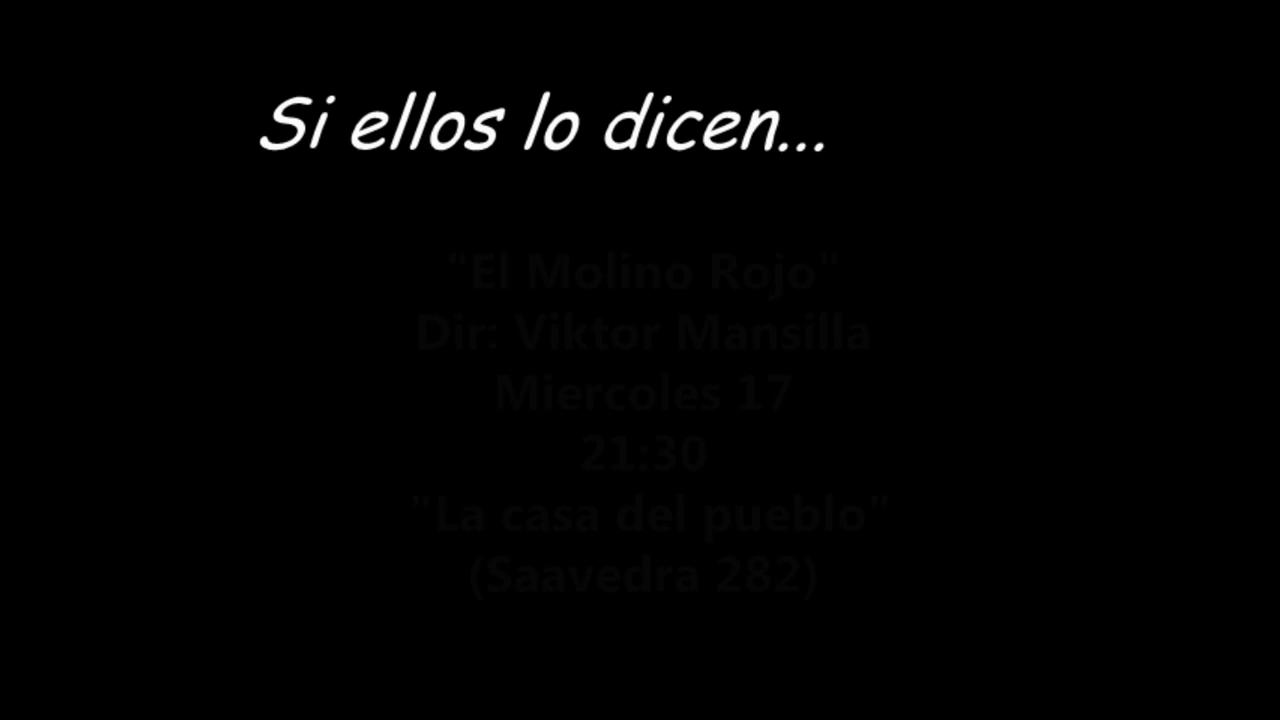 Si ellos lo dicen...
"El Molino Rojo"
Dir: Viktor Mansilla
Miercoles 17
21:30
"La casa del pueblo"
(Saavedra 282)